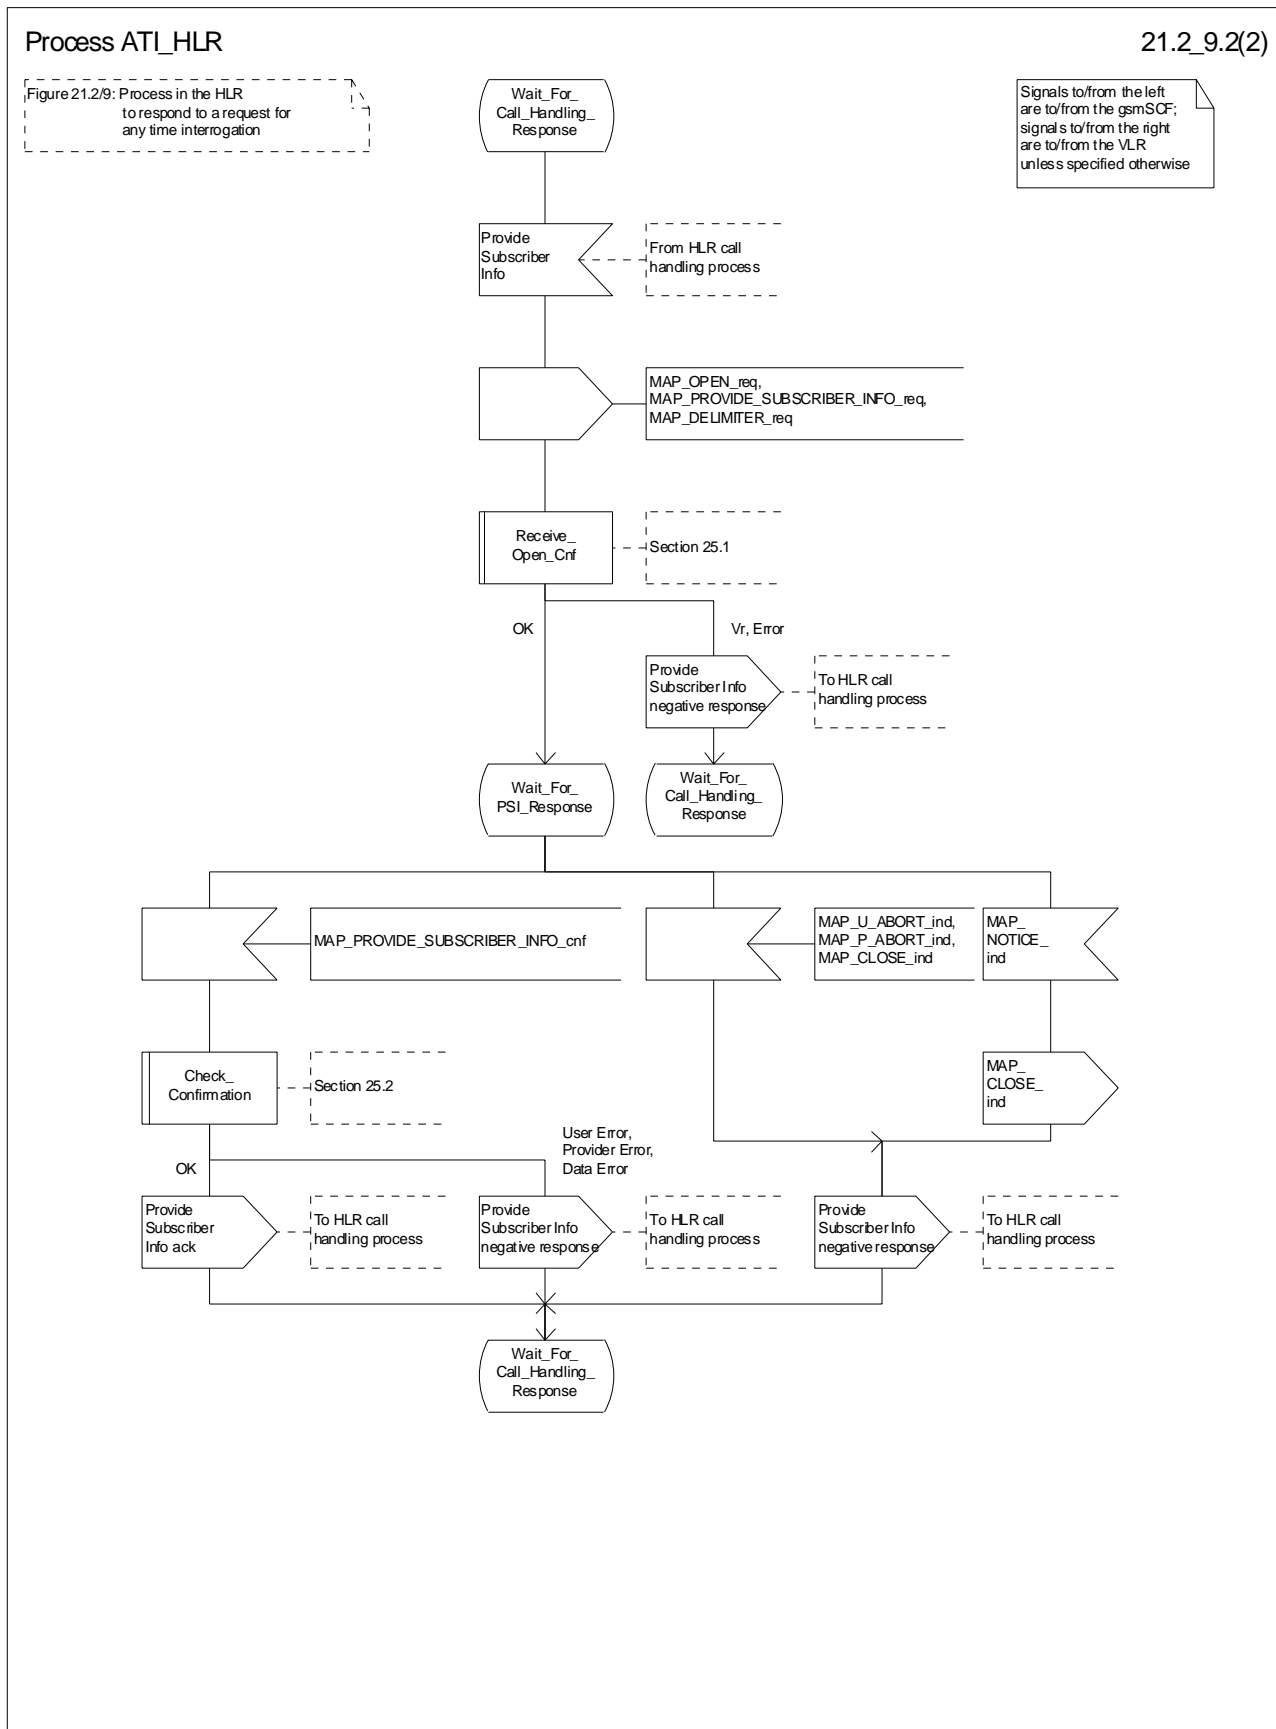 Process ATI_HLR
21.2_9.2(2)
Figure 21.2/9: Process in the HLR
to respond to a request for
any time interrogation
Wait_For_
Call_Handling_
Response
Signals to/from the left
are to/from the gsmSCF;
signals to/from the right
are to/from the VLR
unless specified otherwise
Provide
Subscriber
Info
From HLR call
handling process
MAP_OPEN_req,
MAP_PROVIDE_SUBSCRIBER_INFO_req,
MAP_DELIMITER_req
Receive_
Open_Cnf
Section 25.1
OK
Vr, Error
Provide
Subscriber Info
negative response
To HLR call
handling process
Wait_For_
PSI_Response
Wait_For_
Call_Handling_
Response
MAP_PROVIDE_SUBSCRIBER_INFO_cnf
MAP_U_ABORT_ind,
MAP_P_ABORT_ind,
MAP_CLOSE_ind
MAP_
NOTICE_
ind
Check_
Confirmation
Section 25.2
MAP_
CLOSE_
ind
OK
User Error,
Provider Error,
Data Error
Provide
Subscriber
Info ack
To HLR call
handling process
Provide
Subscriber Info
negative response
To HLR call
handling process
Provide
Subscriber Info
negative response
To HLR call
handling process
Wait_For_
Call_Handling_
Response